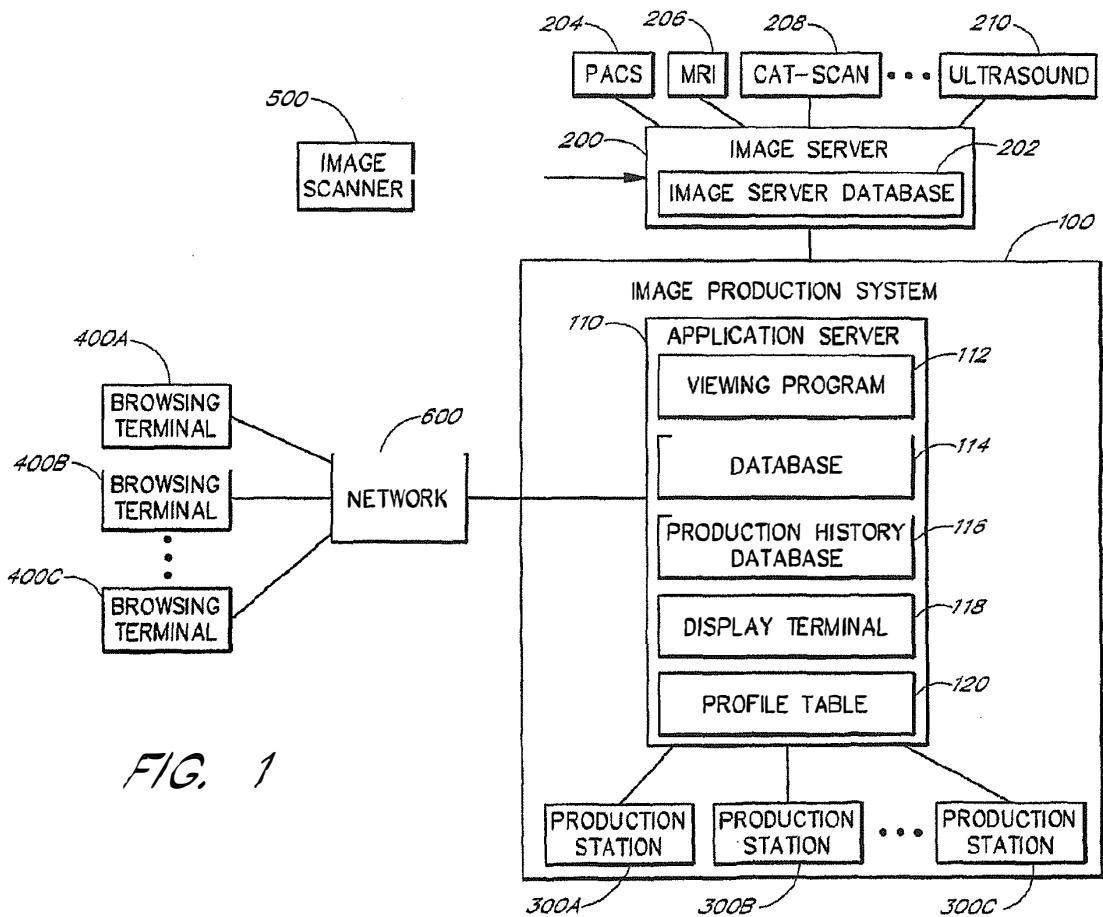 204
206
208
210
PACS
MRI
CAT-SCAN
ULTRASOUND
500
IMAGE
SCANNER
200
IMAGE SERVER
202
IMAGE SERVER DATABASE
100
IMAGE PRODUCTION SYSTEM
110
APPLICATION SERVER
112
VIEWING PROGRAM
114
DATABASE
116
PRODUCTION HISTORY
DATABASE
118
DISPLAY TERMINAL
120
PROFILE TABLE
400A
BROWSING
TERMINAL
400B
BROWSING
TERMINAL
400C
BROWSING
TERMINAL
600
NETWORK
FIG. 1
PRODUCTION
STATION
PRODUCTION
STATION
PRODUCTION
STATION
300A
300B
300C